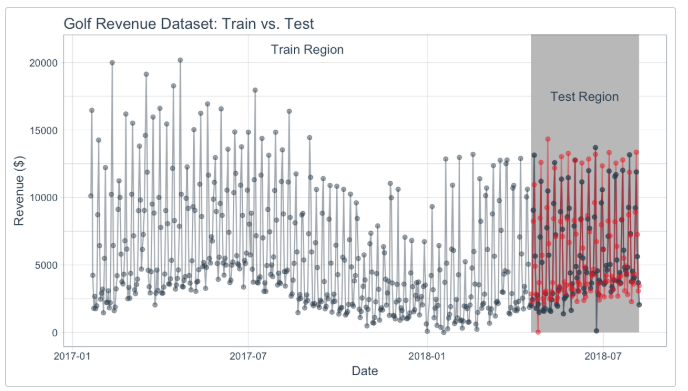 Golf Revenue Dataset: Train vs. Test
Train Region
Test Region
Revenue ($)
20000
15000
10000
5000
0
2017-01
2017-07
2018-01
2018-07
Date